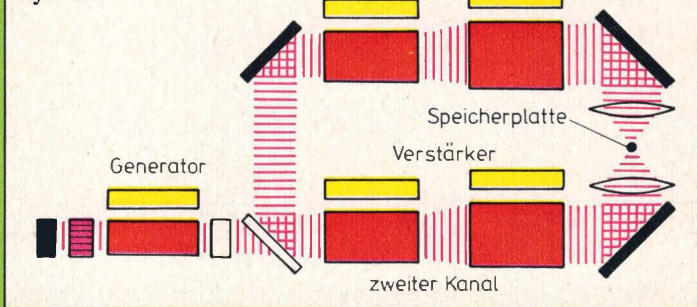 Speicherplatte
Verstärker
Generator
zweiter Kanal